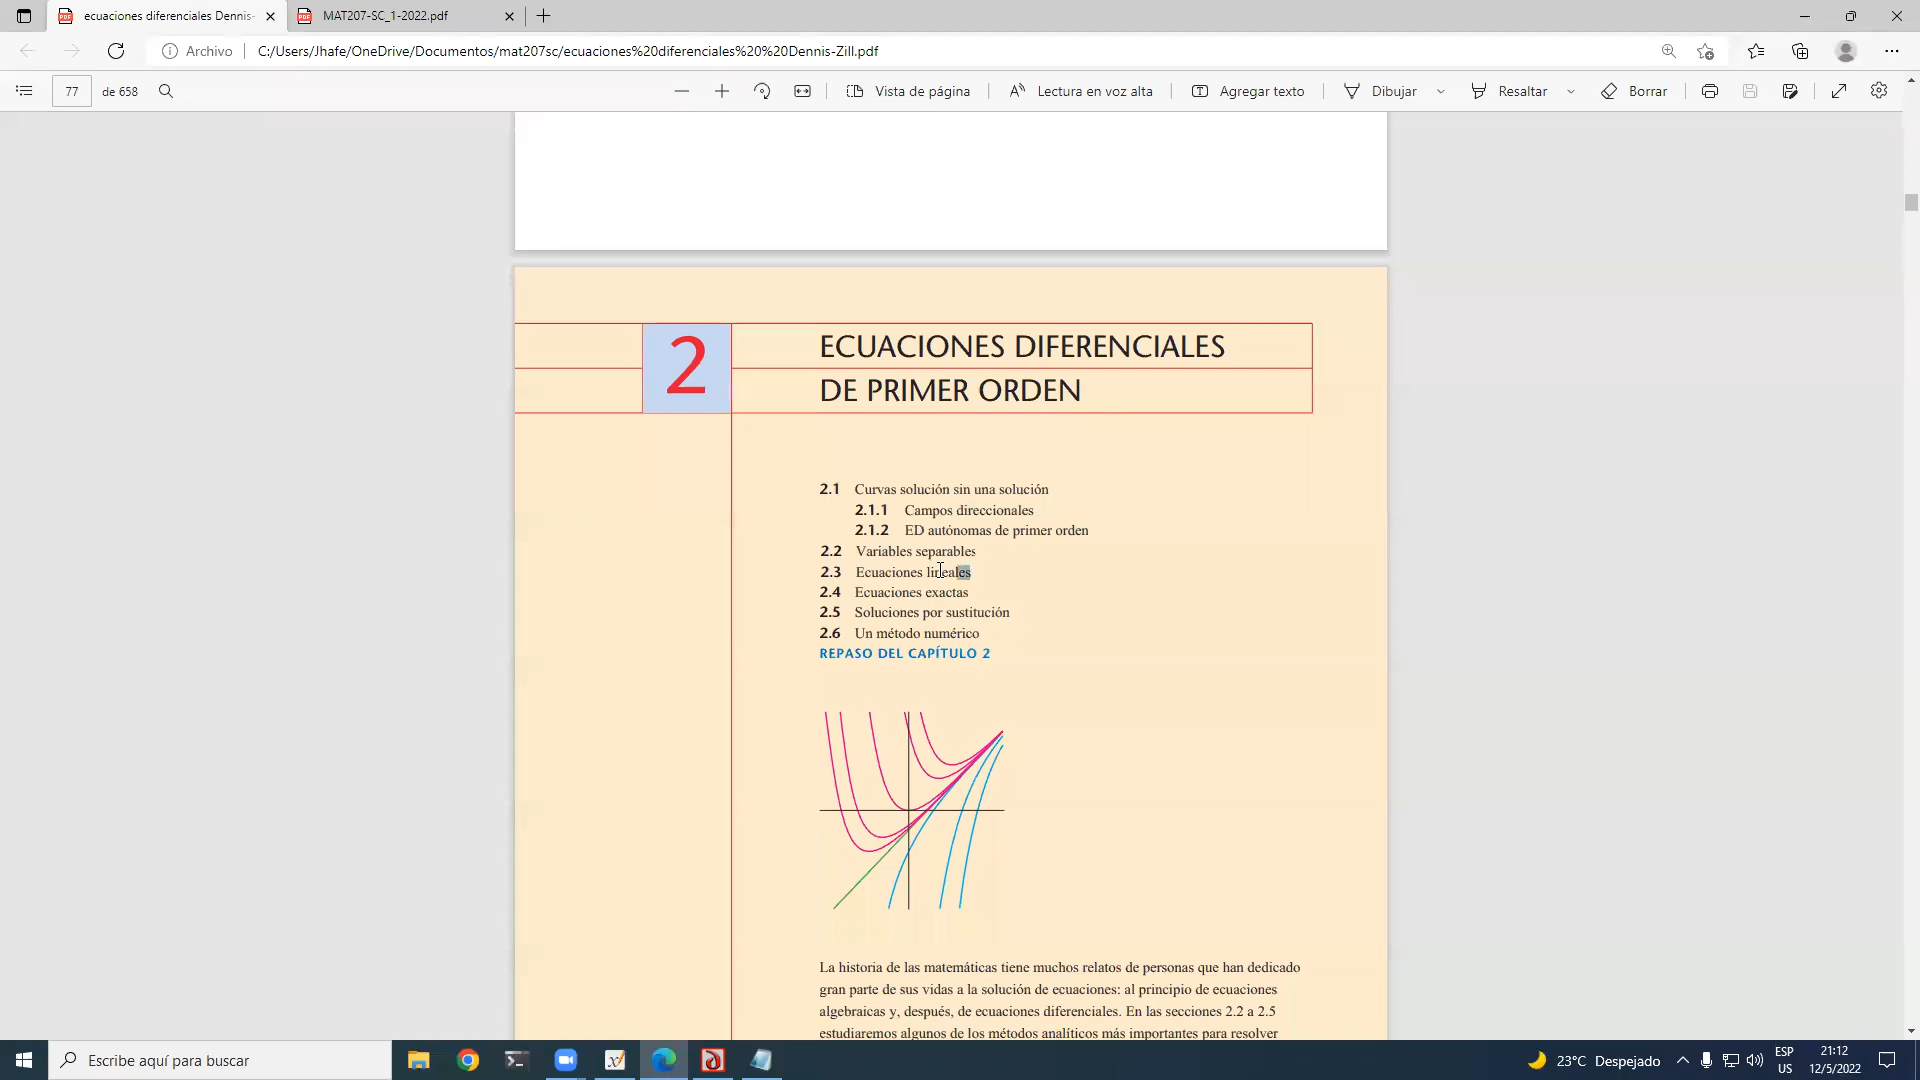 ecuaciones diferenciales Dennis-
MAT207-SC_1-2022.pdf
Archivo
C:/Users/Jhafe/OneDrive/Documentos/mat207sc/ecuaciones%20diferenciales%20%20Dennis-Zill.pdf
77 de 658
Vista de página
Lectura en voz alta
Agregar texto
Dibujar
Resaltar
Borrar
2
ECUACIONES DIFERENCIALES
DE PRIMER ORDEN
2.1 Curvas solución sin una solución
2.1.1 Campos direccionales
2.1.2 ED autónomas de primer orden
2.2 Variables separables
2.3 Ecuaciones lineales
2.4 Ecuaciones exactas
2.5 Soluciones por sustitución
2.6 Un método numérico
REPASO DEL CAPÍTULO 2
La historia de las matemáticas tiene muchos relatos de personas que han dedicado
gran parte de sus vidas a la solución de ecuaciones: al principio de ecuaciones
algebraicas y, después, de ecuaciones diferenciales. En las secciones 2.2 a 2.5
estudiaremos algunos de los métodos analíticos más importantes para resolver
Escribe aquí para buscar
23°C Despejado
ESP
US
21:12
12/5/2022